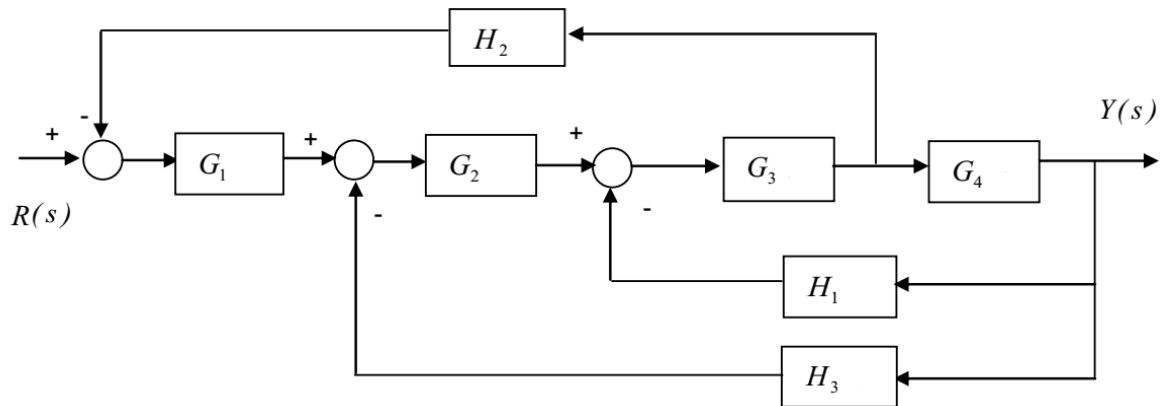 H₂
Y(s)
-
+
+
+
G₁
G₂
G₃
G₄
R(s)
-
-
H₁
H₃